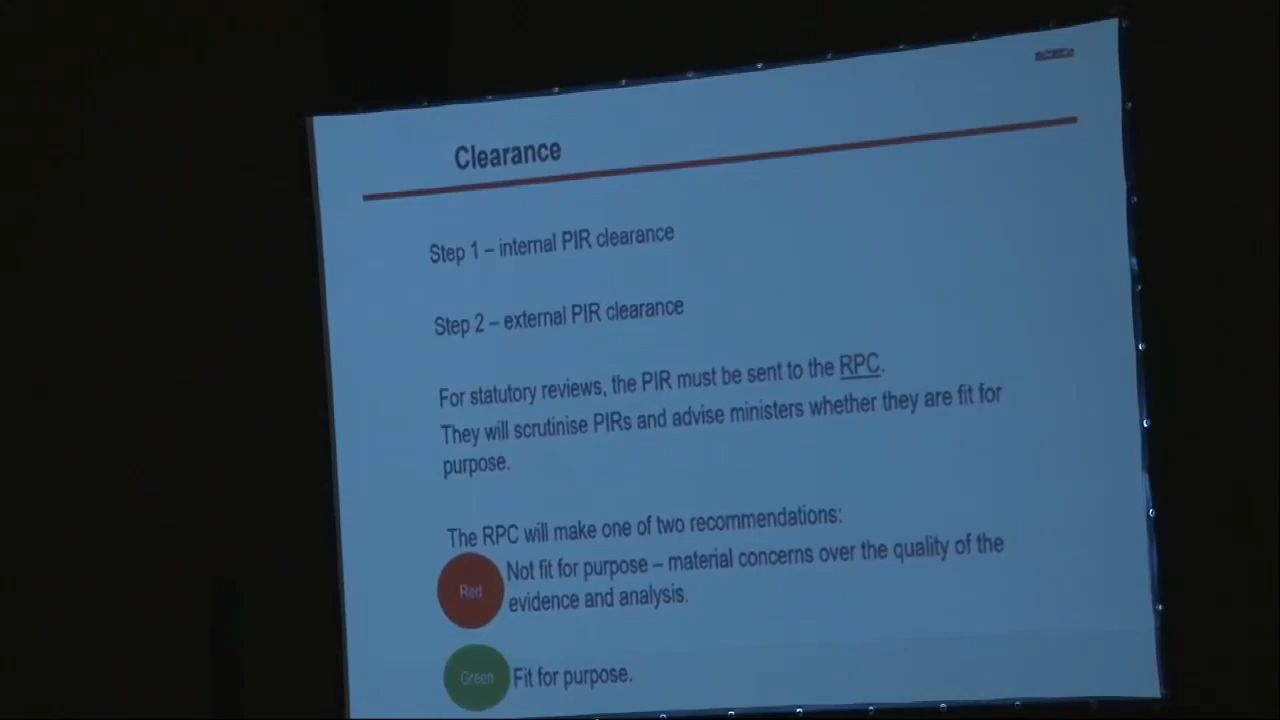 Clearance
Step 1 – internal PIR clearance
Step 2 – external PIR clearance
For statutory reviews, the PIR must be sent to the RPC.
They will scrutinise PIRs and advise ministers whether they are fit for
purpose.
The RPC will make one of two recommendations:
Red
Not fit for purpose – material concerns over the quality of the
evidence and analysis.
Green
Fit for purpose.